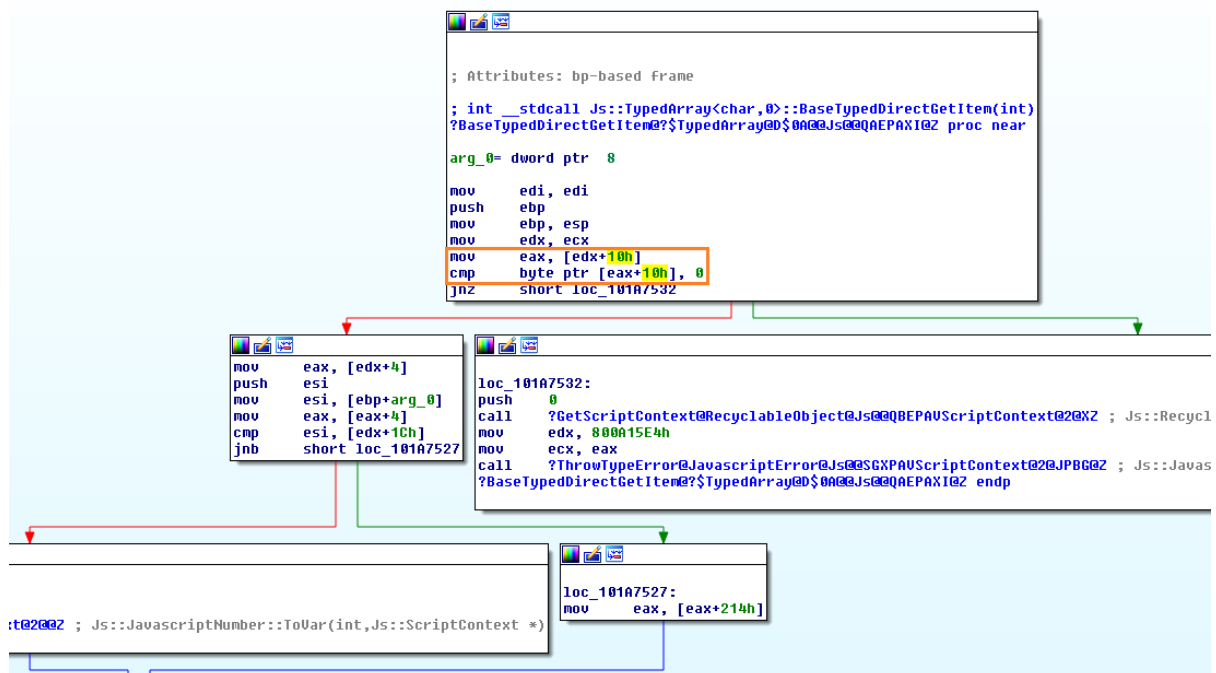 ; Attributes: bp-based frame
; int __stdcall Js::TypedArray<char,0>::BaseTypedDirectGetItem(int)
?BaseTypedDirectGetItem@?$TypedArray@D$0A@@Js@@QAEPAXI@Z proc near
arg_0= dword ptr  8
mov     edi, edi
push    ebp
mov     ebp, esp
mov     edx, ecx
mov     eax, [edx+10h]
cmp     byte ptr [eax+10h], 0
jnz     short loc_101A7532
mov     eax, [edx+4]
push    esi
mov     esi, [ebp+arg_0]
mov     eax, [eax+4]
cmp     esi, [edx+1Ch]
jnb     short loc_101A7527
loc_101A7532:
push    0
call    ?GetScriptContext@RecyclableObject@Js@@QBEPAVScriptContext@2@XZ ; Js::Recycl
mov     edx, 800A15E4h
mov     ecx, eax
call    ?ThrowTypeError@JavascriptError@Js@@SGXPAVScriptContext@2@JPBG@Z ; Js::Javas
?BaseTypedDirectGetItem@?$TypedArray@D$0A@@Js@@QAEPAXI@Z endp
:t@2@@Z ; Js::JavascriptNumber::ToVar(int,Js::ScriptContext *)
loc_101A7527:
mov     eax, [eax+214h]